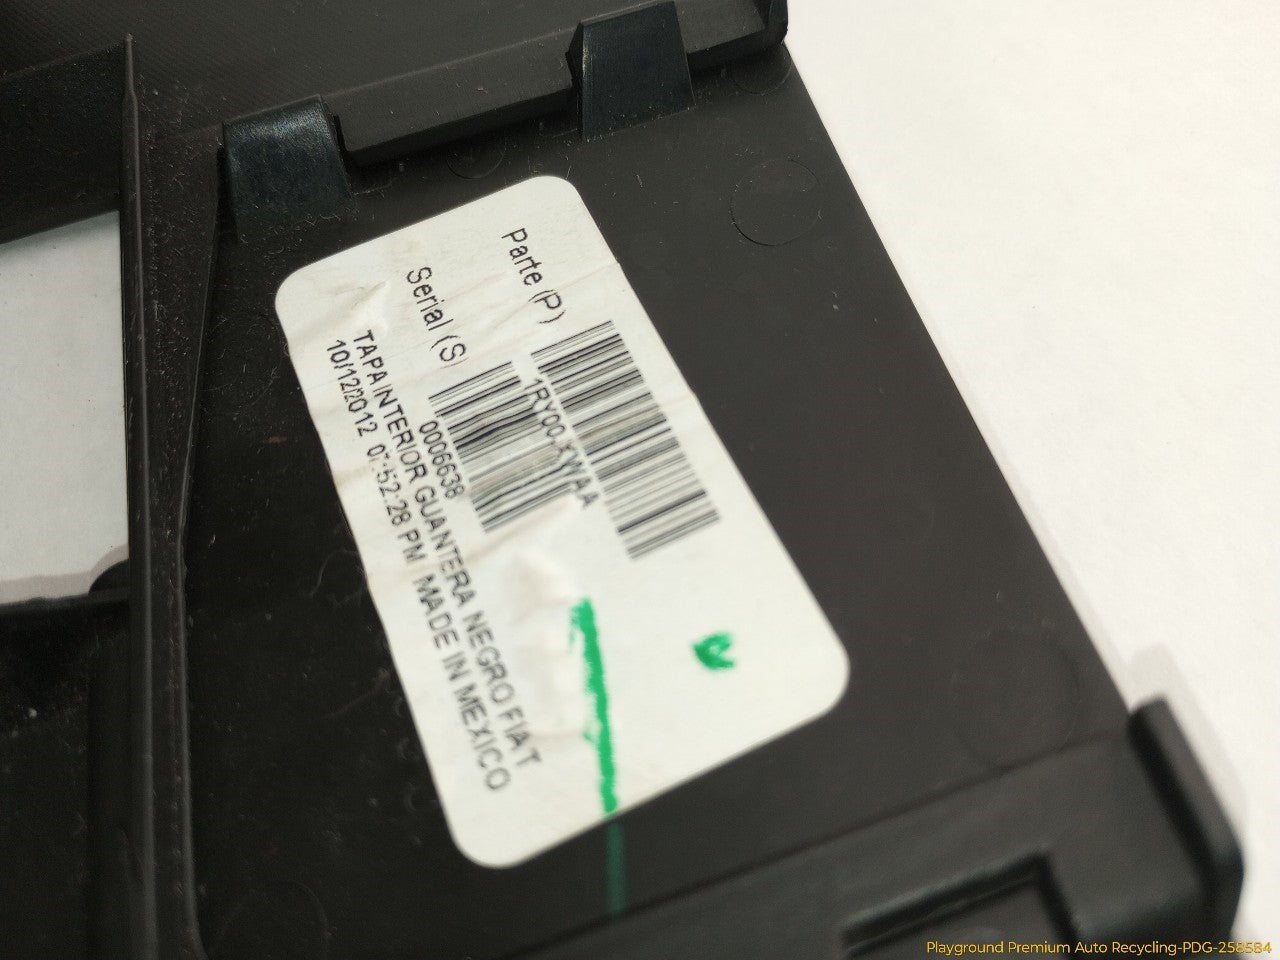 Parte (P)
1RY00-XWAA
Serial (S)
0006638
TAPA INTERIOR GUANTERA NEGRO FIAT
10/12/2012 07:52:28 PM MADE IN MEXICO
Playground Premium Auto Recycling-PDG-258584